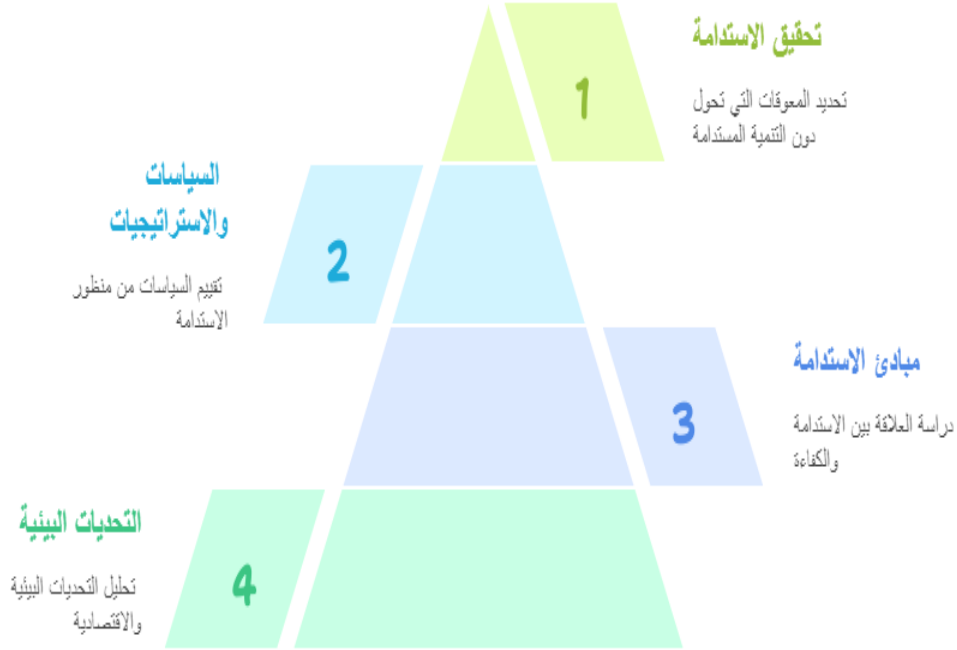 تحقيق الاستدامة
1
تحديد المعوقات التي تحول
دون التنمية المستدامة
السياسات
والاستراتيجيات
2
تقييم السياسات من منظور
الاستدامة
مبادئ الاستدامة
3
دراسة العلاقة بين الاستدامة
والكفاءة
التحديات البيئية
4
تحليل التحديات البيئية
والاقتصادية